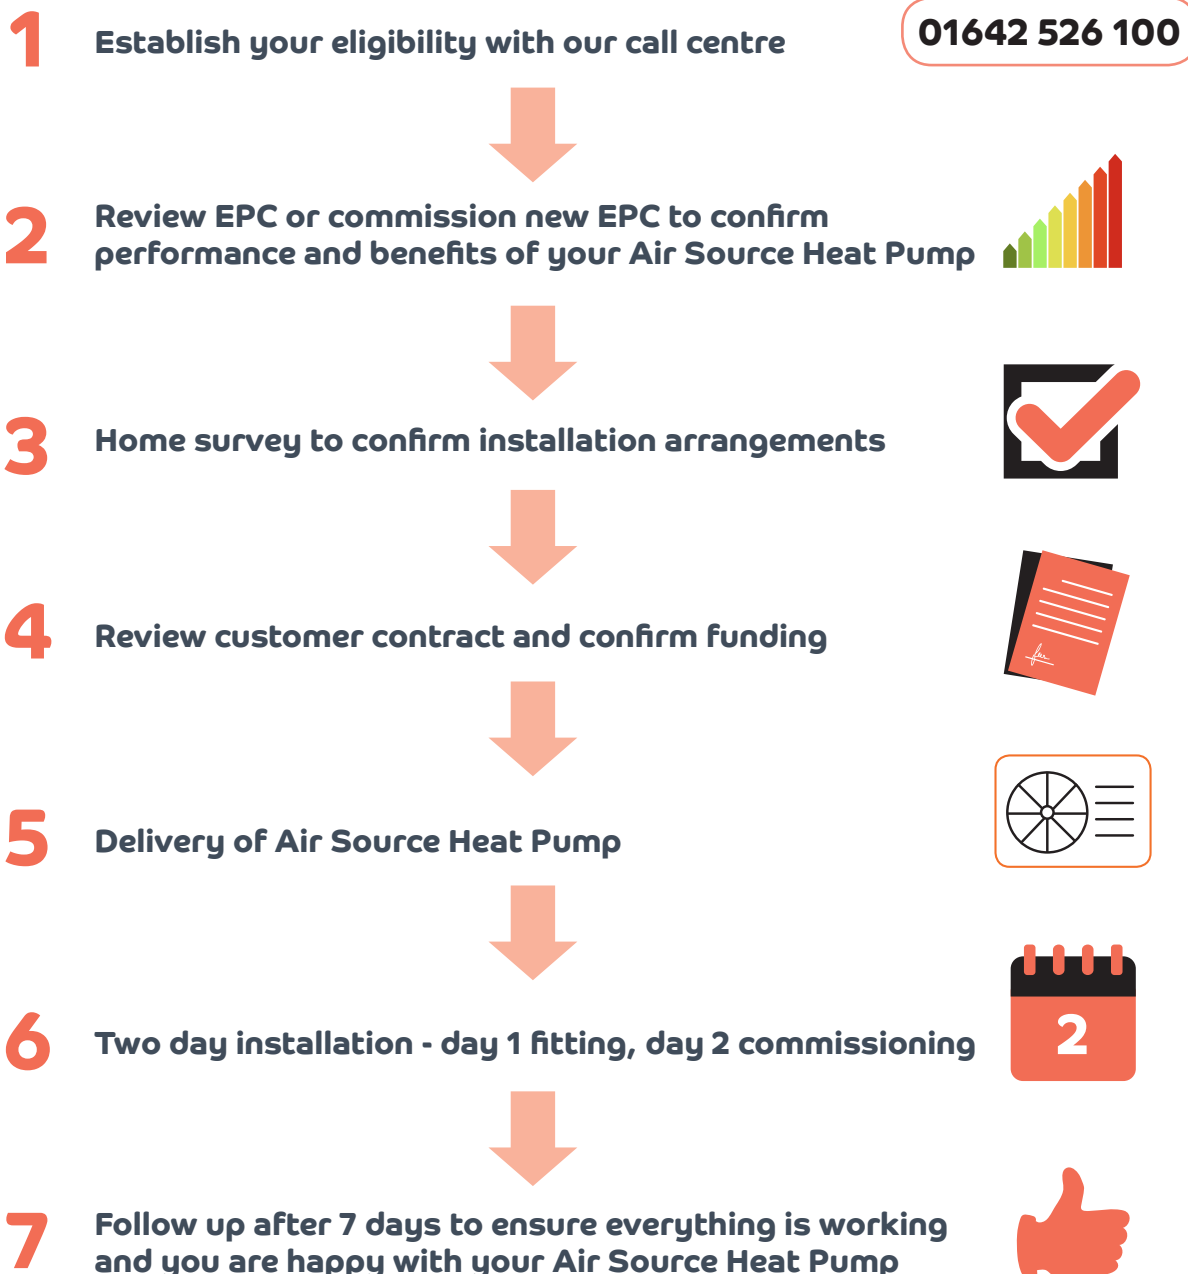 1
Establish your eligibility with our call centre
01642 526 100
2
Review EPC or commission new EPC to confirm
performance and benefits of your Air Source Heat Pump
3
Home survey to confirm installation arrangements
4
Review customer contract and confirm funding
5
Delivery of Air Source Heat Pump
6
Two day installation - day 1 fitting, day 2 commissioning
2
7
Follow up after 7 days to ensure everything is working
and you are happy with your Air Source Heat Pump